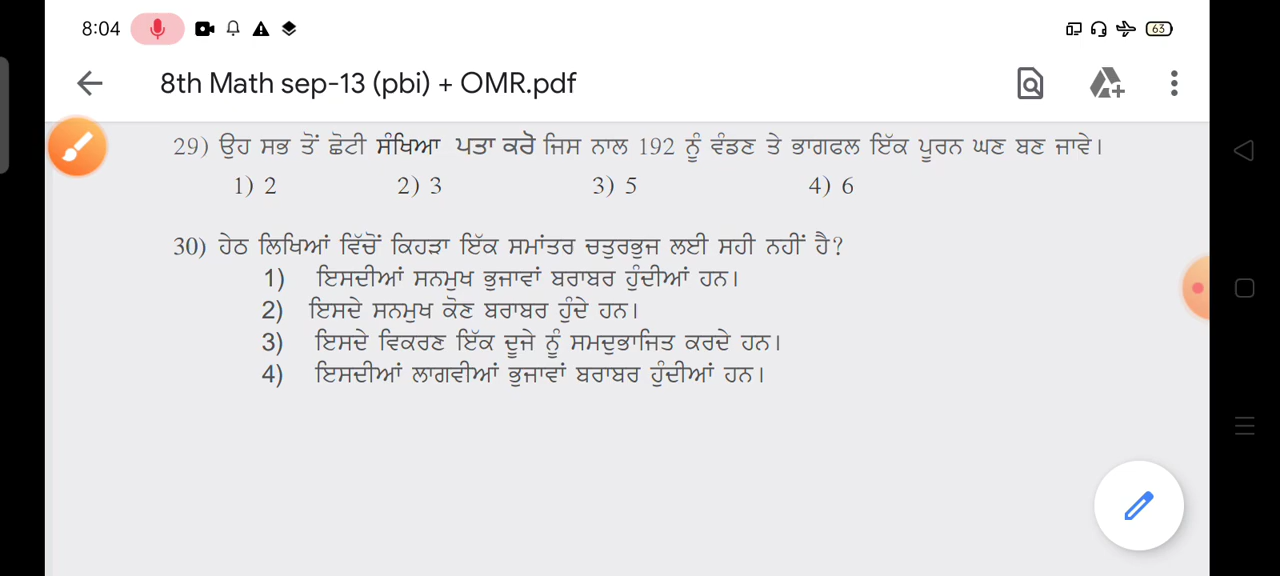 8:04 63
8th Math sep-13 (pbi) + OMR.pdf
29) ਉਹ ਸਭ ਤੋਂ ਛੋਟੀ ਸੰਖਿਆ ਪਤਾ ਕਰੋ ਜਿਸ ਨਾਲ 192 ਨੂੰ ਵੰਡਣ ਤੇ ਭਾਗਫਲ ਇੱਕ ਪੂਰਨ ਘਣ ਬਣ ਜਾਵੇ।
1) 2 2) 3 3) 5 4) 6
30) ਹੇਠ ਲਿਖਿਆਂ ਵਿੱਚੋਂ ਕਿਹੜਾ ਇੱਕ ਸਮਾਂਤਰ ਚਤੁਰਭੁਜ ਲਈ ਸਹੀ ਨਹੀਂ ਹੈ?
1) ਇਸਦੀਆਂ ਸਨਮੁਖ ਭੁਜਾਵਾਂ ਬਰਾਬਰ ਹੁੰਦੀਆਂ ਹਨ।
2) ਇਸਦੇ ਸਨਮੁਖ ਕੋਣ ਬਰਾਬਰ ਹੁੰਦੇ ਹਨ।
3) ਇਸਦੇ ਵਿਕਰਣ ਇੱਕ ਦੂਜੇ ਨੂੰ ਸਮਦੁਭਾਜਿਤ ਕਰਦੇ ਹਨ।
4) ਇਸਦੀਆਂ ਲਾਗਵੀਆਂ ਭੁਜਾਵਾਂ ਬਰਾਬਰ ਹੁੰਦੀਆਂ ਹਨ।